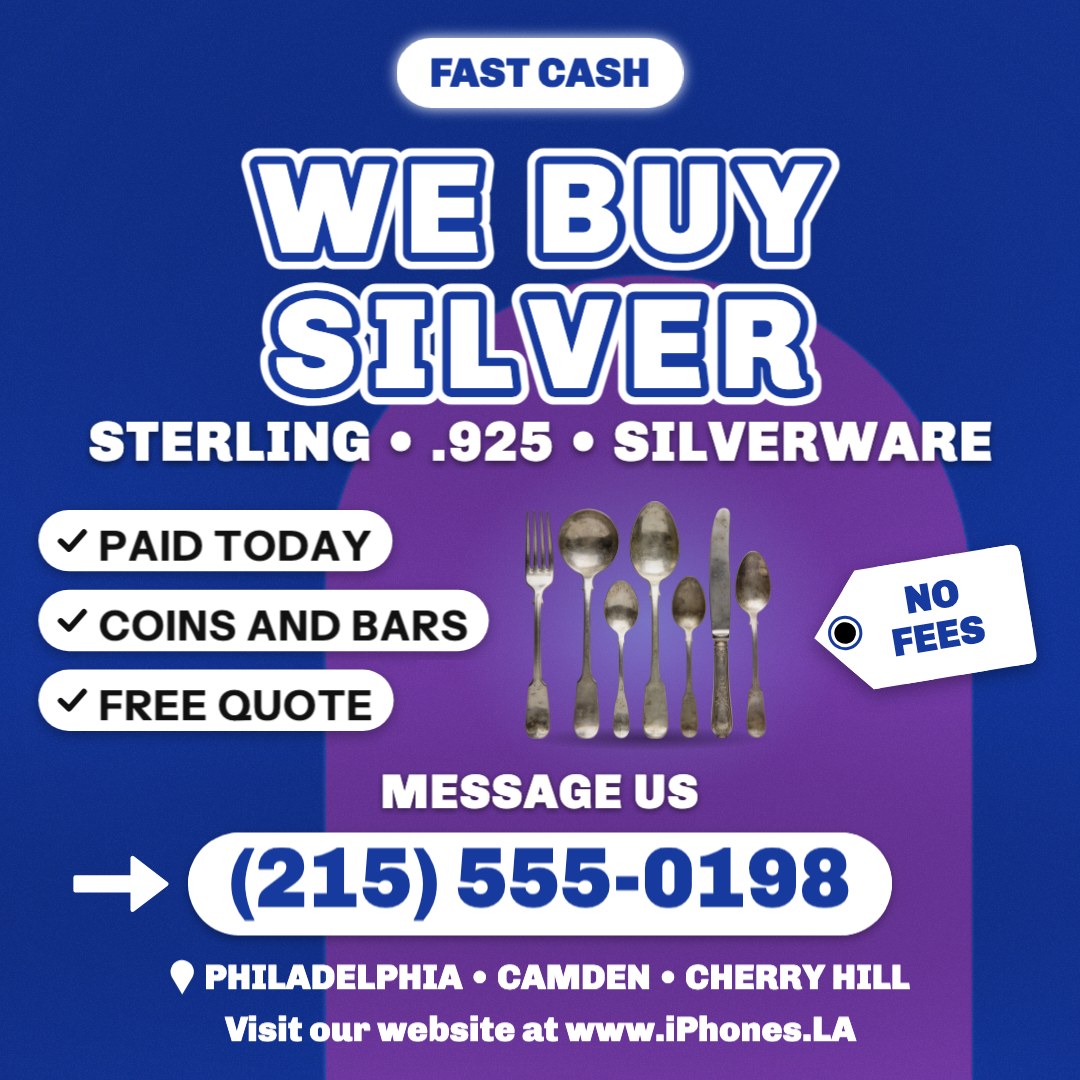 FAST CASH
WE BUY
SILVER
STERLING • .925 • SILVERWARE
✓ PAID TODAY
✓ COINS AND BARS
✓ FREE QUOTE
NO
FEES
MESSAGE US
(215) 555-0198
PHILADELPHIA • CAMDEN • CHERRY HILL
Visit our website at www.iPhones.LA